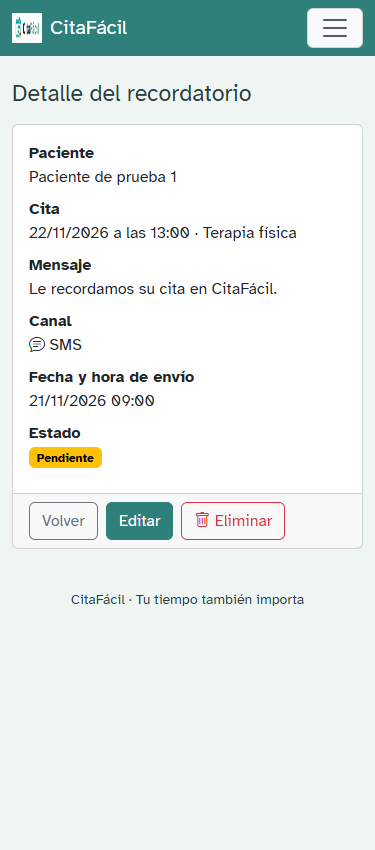 CitaFácil
Detalle del recordatorio
Paciente
Paciente de prueba 1
Cita
22/11/2026 a las 13:00 · Terapia física
Mensaje
Le recordamos su cita en CitaFácil.
Canal
SMS
Fecha y hora de envío
21/11/2026 09:00
Estado
Pendiente
Volver Editar Eliminar
CitaFácil · Tu tiempo también importa